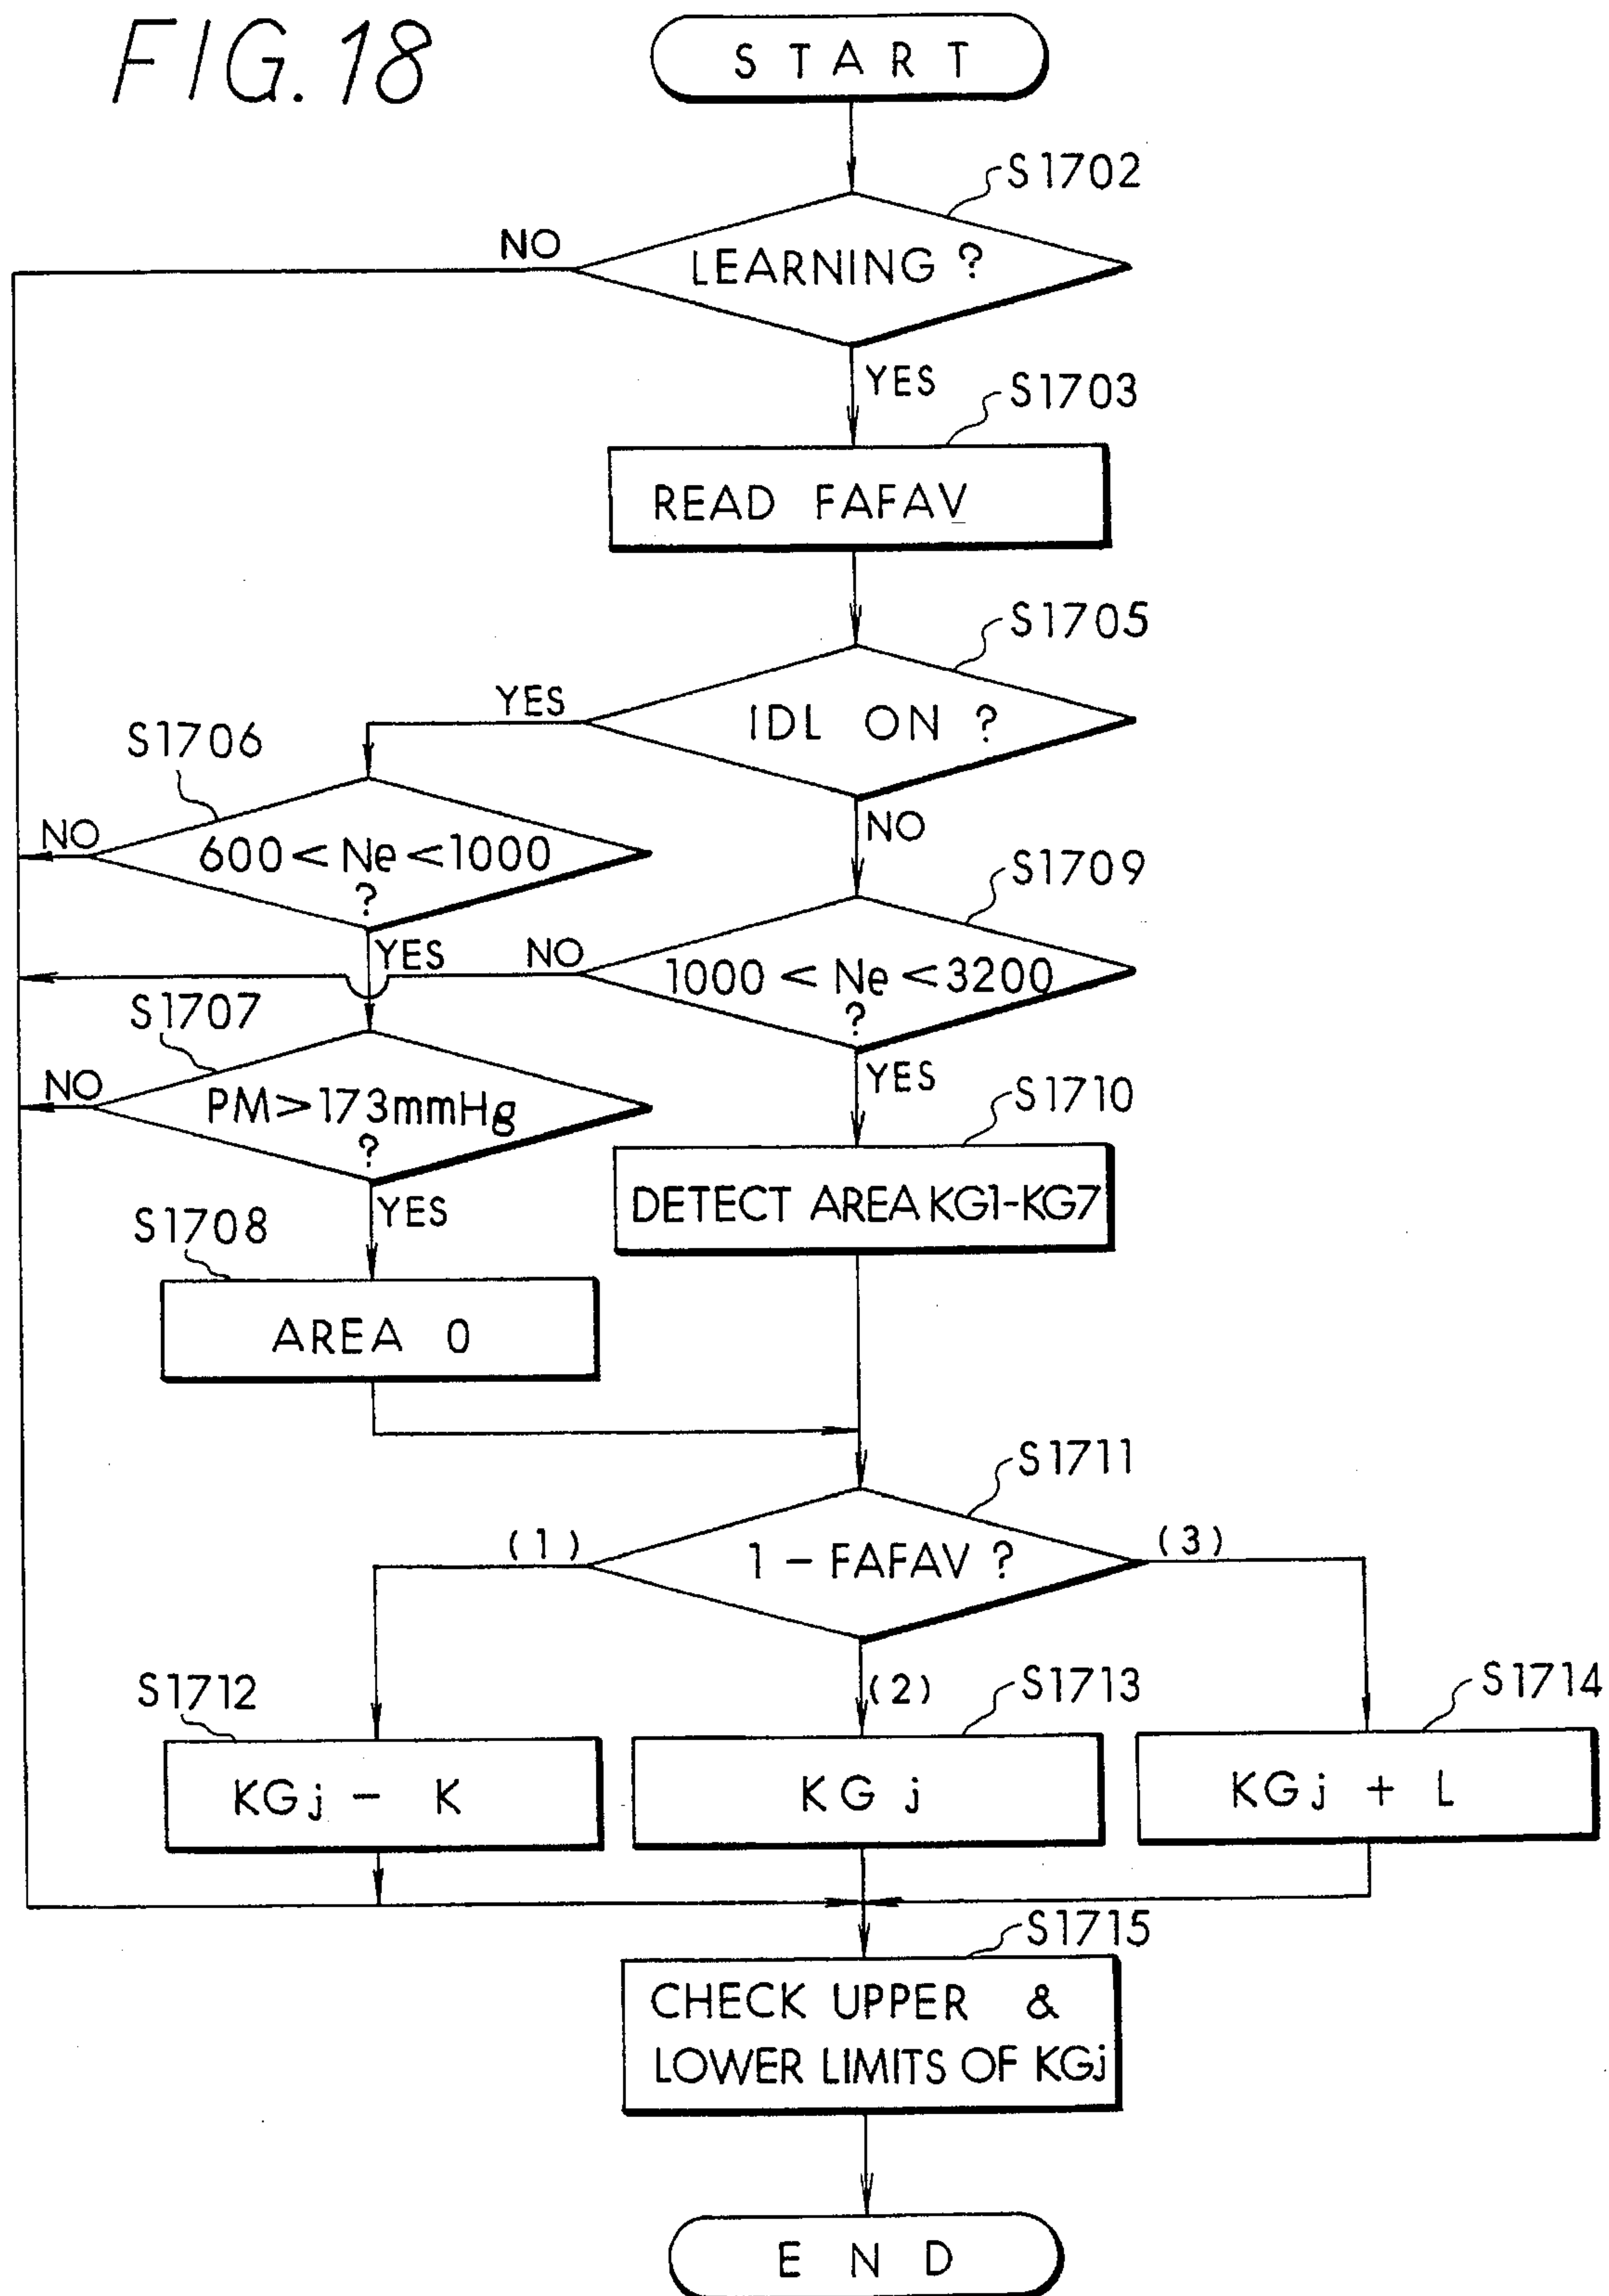 FIG. 18
START
S1702
NO
LEARNING ?
YES
S1703
READ FAFAV
S1705
YES
IDL ON ?
S1706
NO
NO
600 < Ne < 1000
?
S1709
YES
NO
1000 < Ne < 3200
?
S1707
NO
YES
PM > 173mmHg
?
S1710
DETECT AREA KG1-KG7
YES
S1708
AREA 0
S1711
(1)
1 - FAFAV ?
(3)
S1712
(2)
S1713
S1714
KGj - K
KG j
KGj + L
S1715
CHECK UPPER &
LOWER LIMITS OF KGj
END